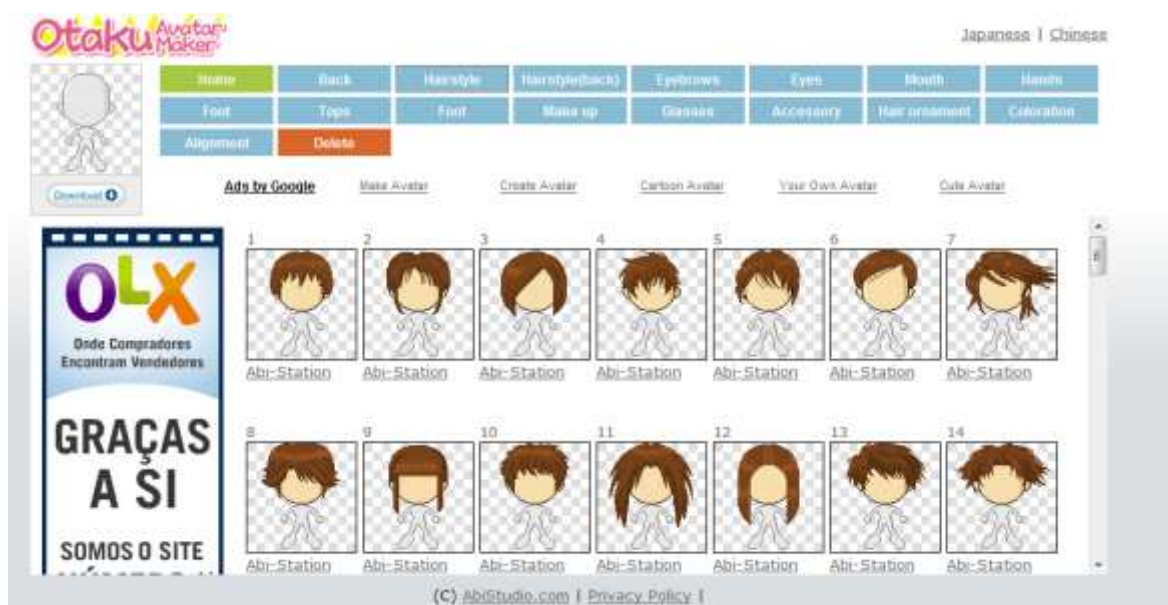 Otaku Avatar Maker
Japanese | Chinese
Home Back Hairstyle Hairstyle(back) Eyebrows Eyes Mouth Hands
Foot Tops Foot Make up Glasses Accessory Hair ornament Coloration
Alignment Delete
Download
Ads by Google Make Avatar Create Avatar Cartoon Avatar Your Own Avatar Cute Avatar
1 2 3 4 5 6 7
Abi-Station Abi-Station Abi-Station Abi-Station Abi-Station Abi-Station Abi-Station
OLX
Onde Compradores
Encontram Vendedores
GRAÇAS
A SI
SOMOS O SITE
8 9 10 11 12 13 14
Abi-Station Abi-Station Abi-Station Abi-Station Abi-Station Abi-Station Abi-Station
(C) AbiStudio.com | Privacy Policy |